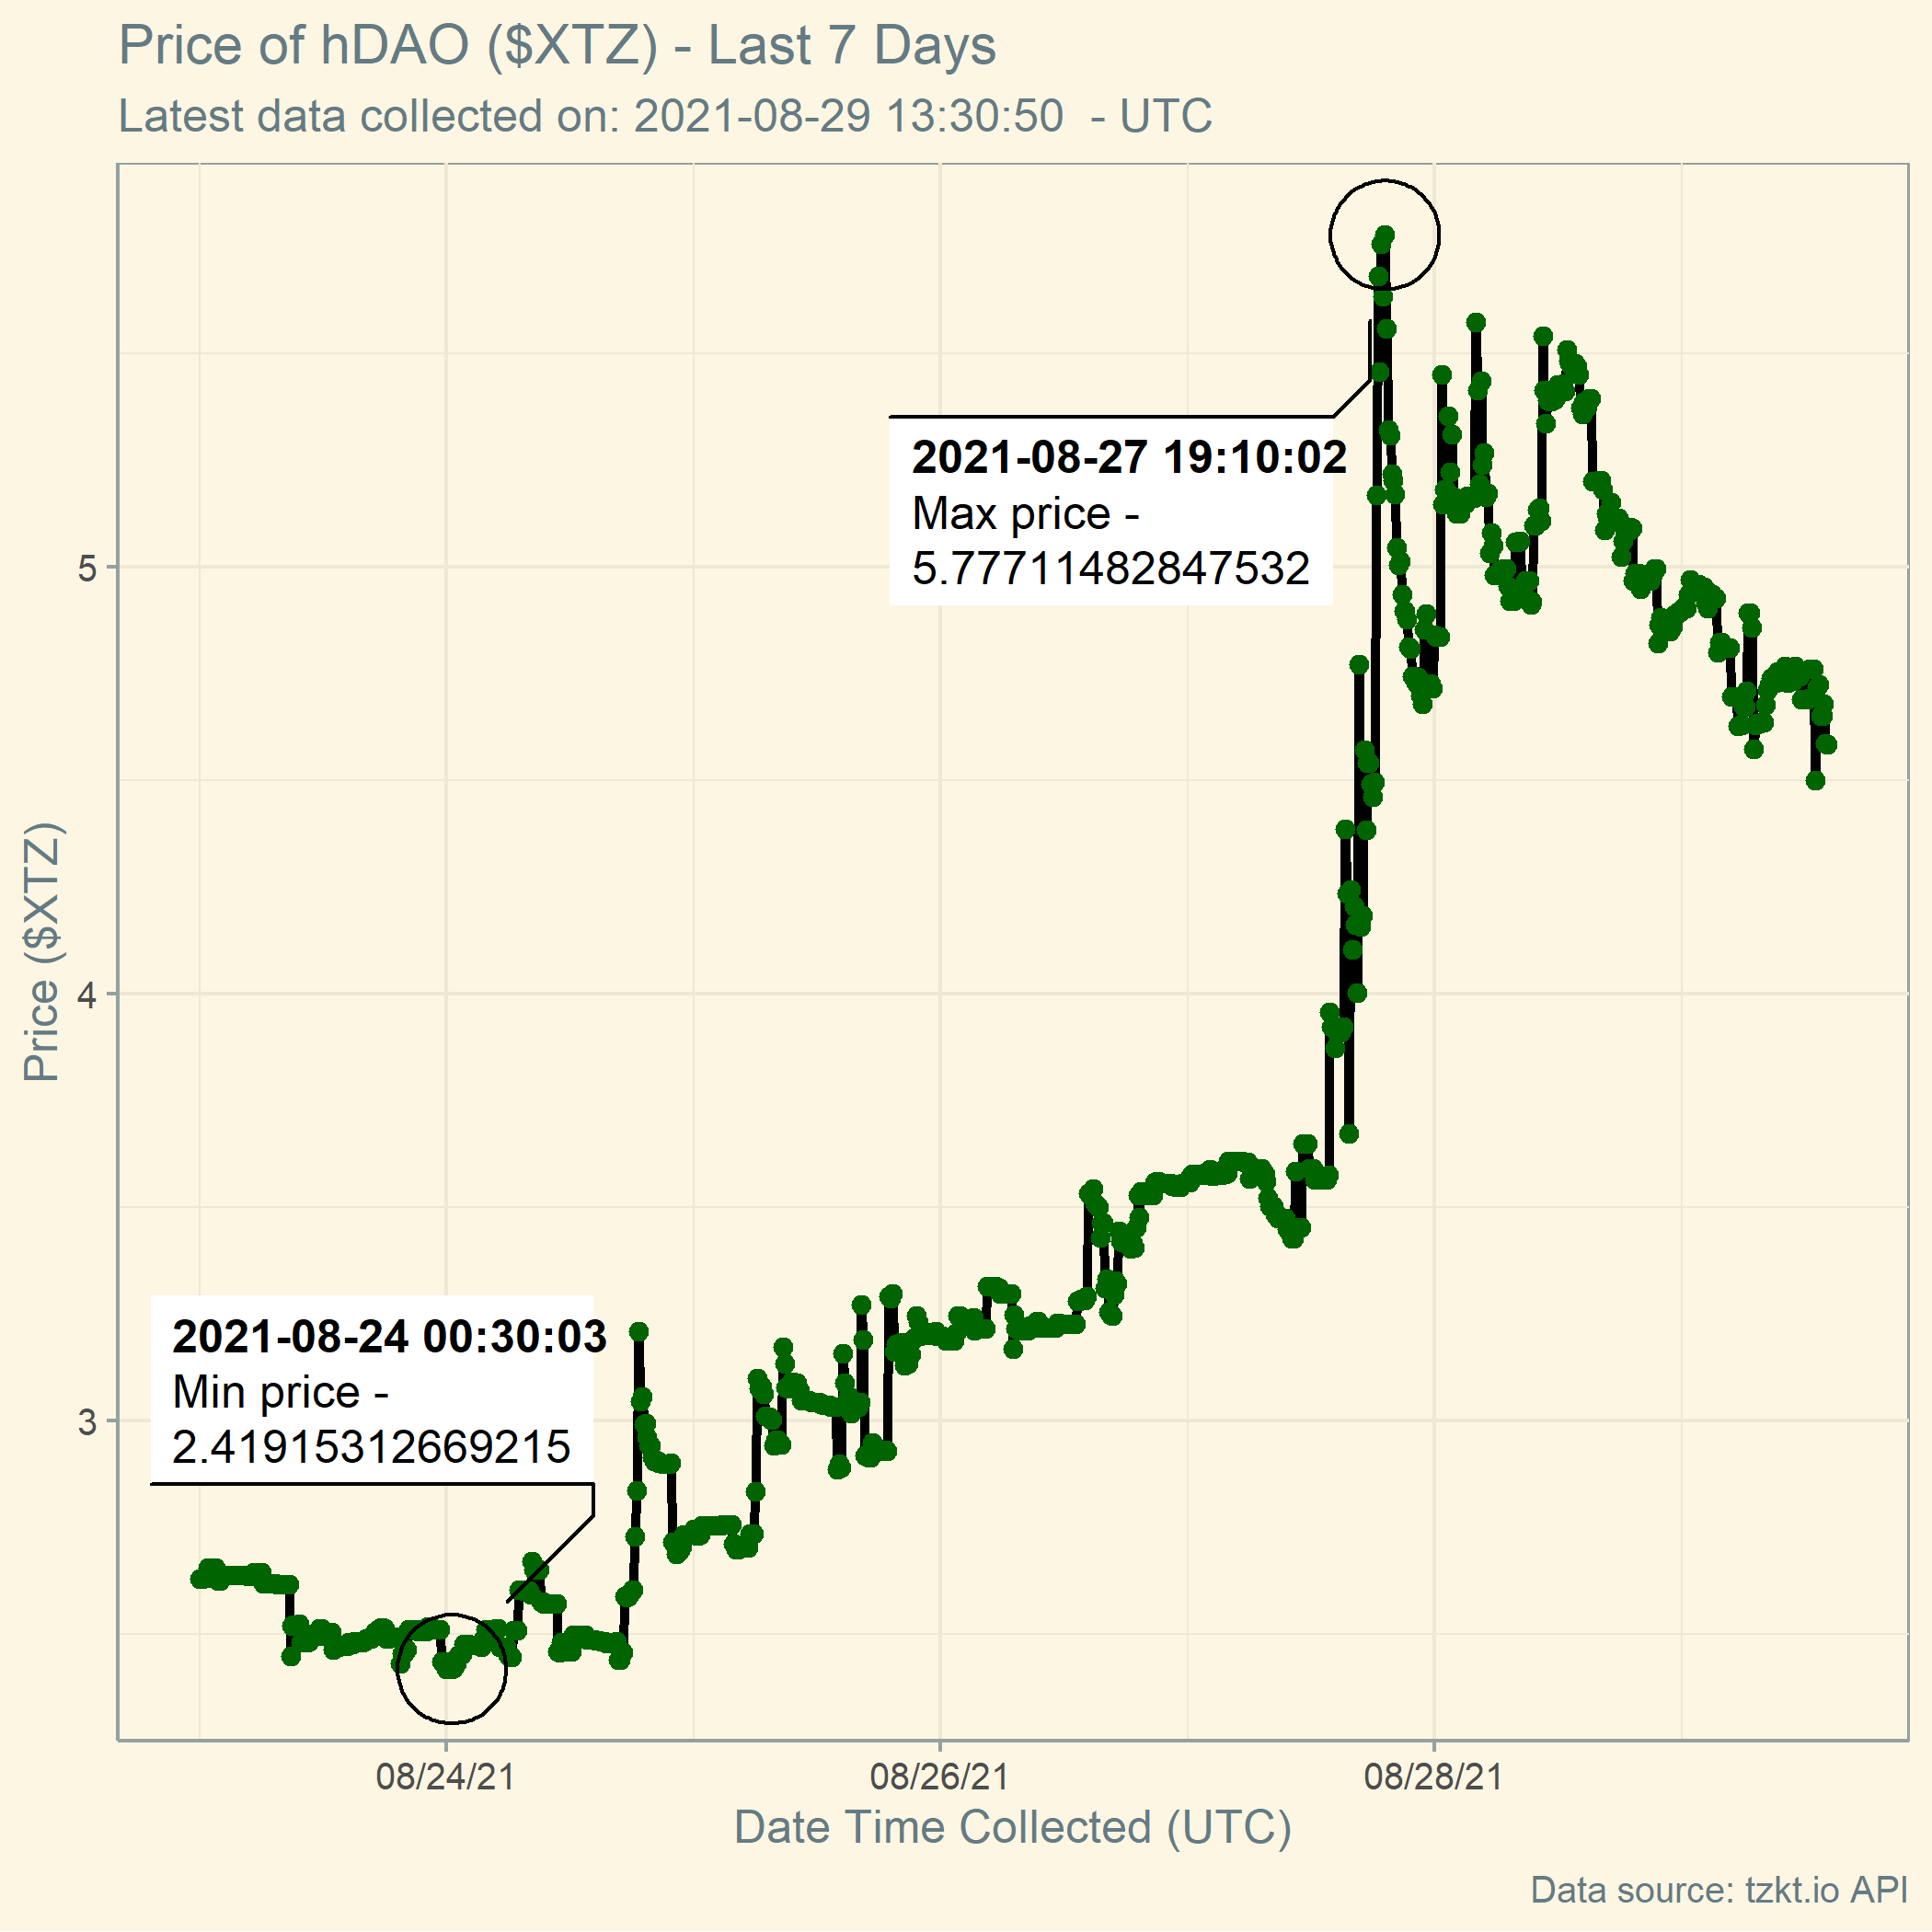 Price of hDAO ($XTZ) - Last 7 Days
Latest data collected on: 2021-08-29 13:30:50  - UTC
2021-08-27 19:10:02
Max price -
5.77711482847532
2021-08-24 00:30:03
Min price -
2.41915312669215
Price ($XTZ)
5
4
3
08/24/21
08/26/21
08/28/21
Date Time Collected (UTC)
Data source: tzkt.io API